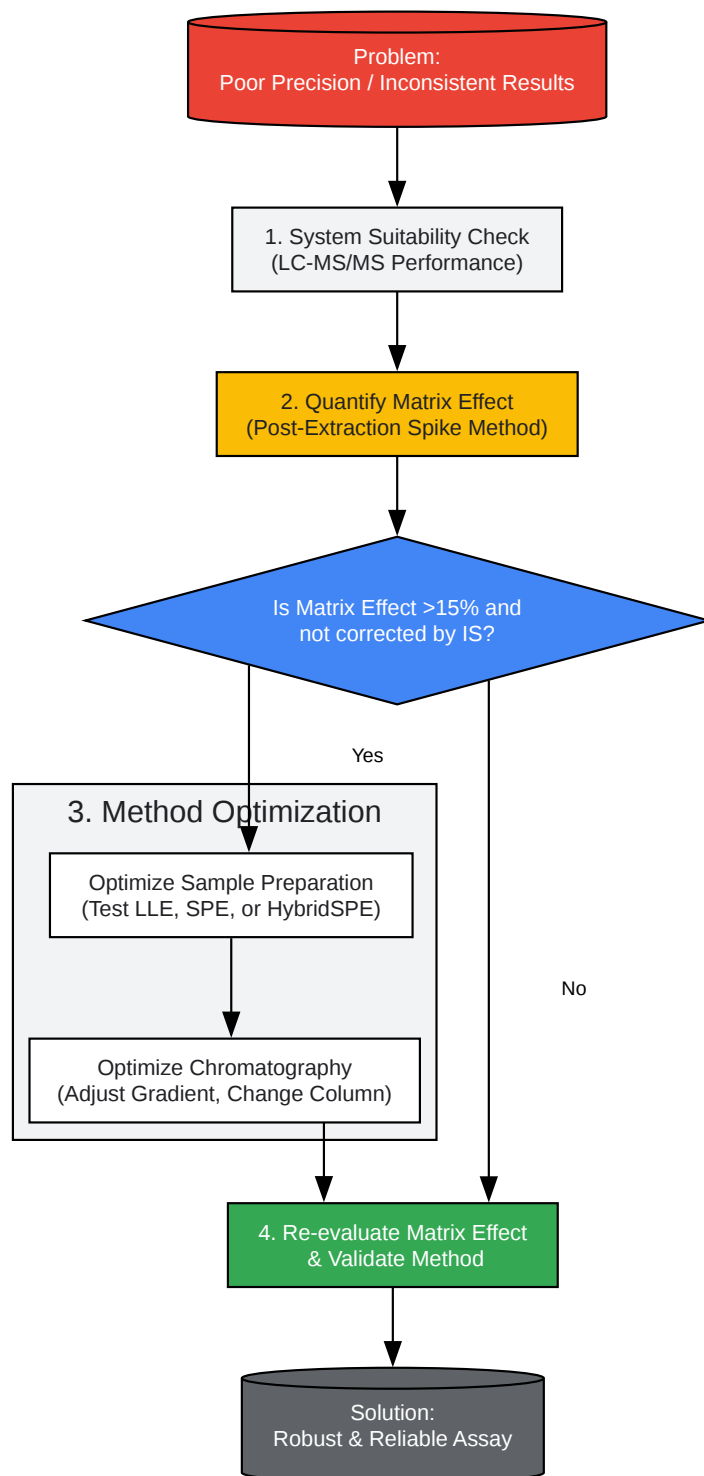 Problem:
Poor Precision / Inconsistent Results
1. System Suitability Check
(LC-MS/MS Performance)
2. Quantify Matrix Effect
(Post-Extraction Spike Method)
Is Matrix Effect >15% and
not corrected by IS?
Yes
3. Method Optimization
Optimize Sample Preparation
(Test LLE, SPE, or HybridSPE)
No
Optimize Chromatography
(Adjust Gradient, Change Column)
4. Re-evaluate Matrix Effect
& Validate Method
Solution:
Robust & Reliable Assay